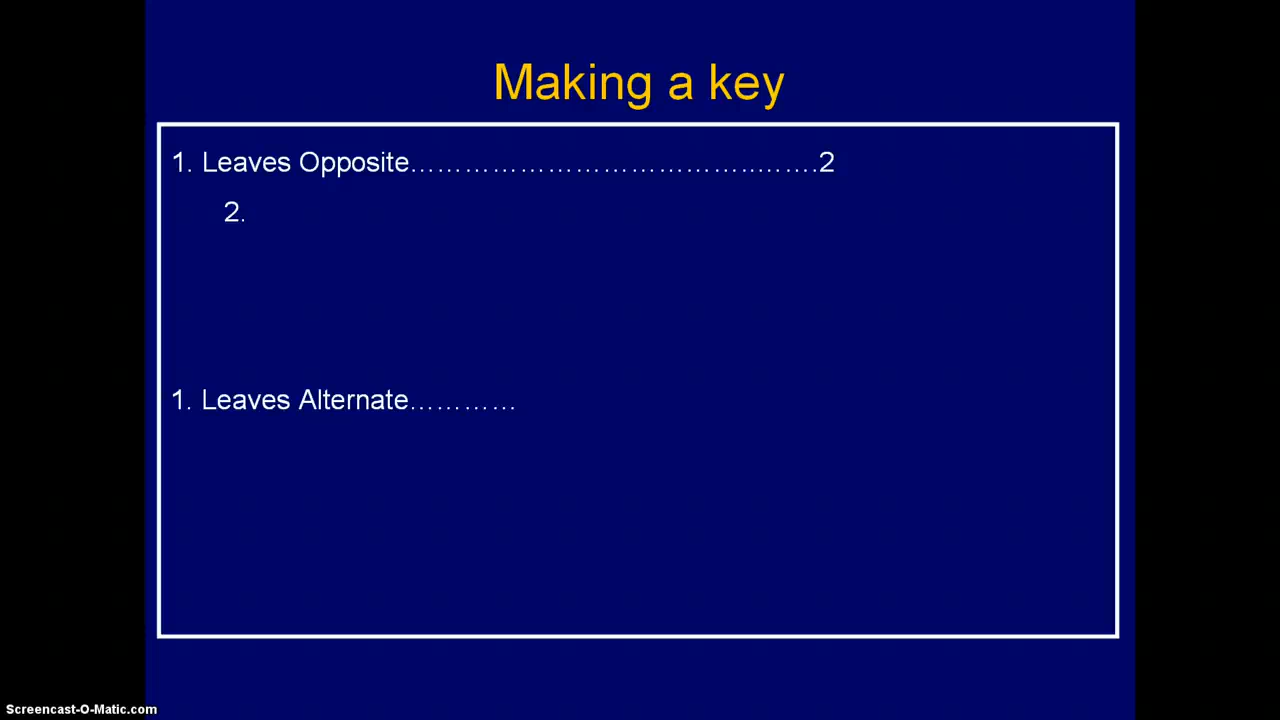 Making a key
1. Leaves Opposite……………………………………..…….2
2.
1. Leaves Alternate…………
Screencast-O-Matic.com